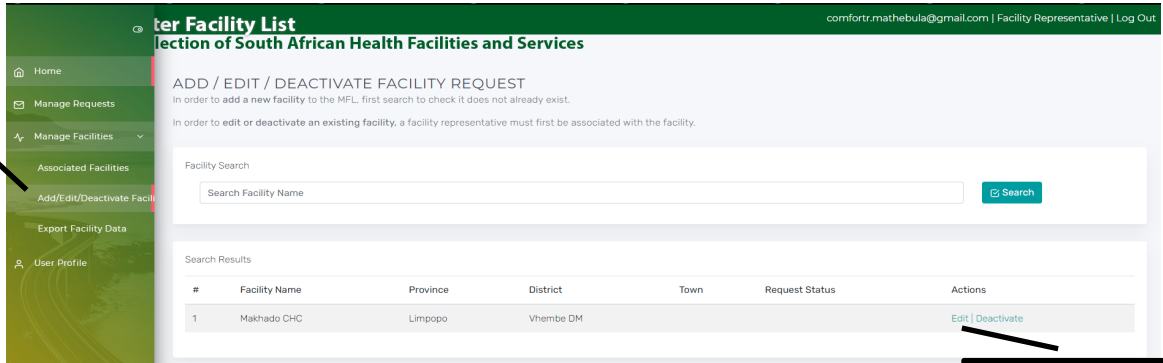 ter Facility List
comfortr.mathebula@gmail.com | Facility Representative | Log Out
lection of South African Health Facilities and Services
Home
Manage Requests
Manage Facilities
Associated Facilities
Add/Edit/Deactivate Facili
Export Facility Data
User Profile
ADD / EDIT / DEACTIVATE FACILITY REQUEST
In order to add a new facility to the MFL, first search to check it does not already exist.
In order to edit or deactivate an existing facility, a facility representative must first be associated with the facility.
Facility Search
Search Facility Name
Search
Search Results
# Facility Name Province District Town Request Status Actions
1 Makhado CHC Limpopo Vhembe DM Edit | Deactivate